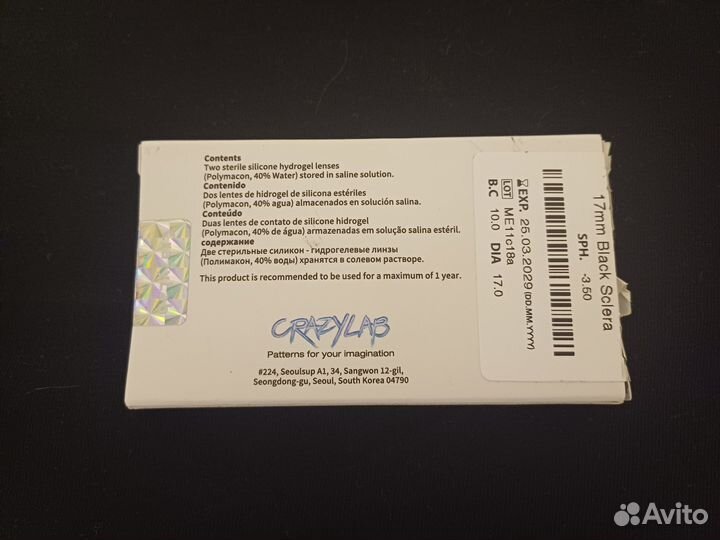 Contents
Two sterile silicone hydrogel lenses
(Polymacon, 40% Water) stored in saline solution.
Contenido
Dos lentes de hidrogel de silicona estériles
(Polymacon, 40% agua) almacenados en solución salina.
Conteúdo
Duas lentes de contato de silicone hidrogel
(Polymacon, 40% de água) armazenadas em solução salina estéril.
содержание
Две стерильные силикон - гидрогелевые линзы
(Полимакон, 40% воды) хранятся в солевом растворе.
This product is recommended to be used for a maximum of 1 year.
CRAZYLAB
Patterns for your imagination
#224, Seoulsup A1, 34, Sangwon 12-gil,
Seongdong-gu, Seoul, South Korea 04790
17mm Black Sclera
SPH. -3.50
EXP. 25.03.2029 (DD.MM.YYYY)
LOT ME11c18a
B.C 10.0 DIA 17.0
Avito